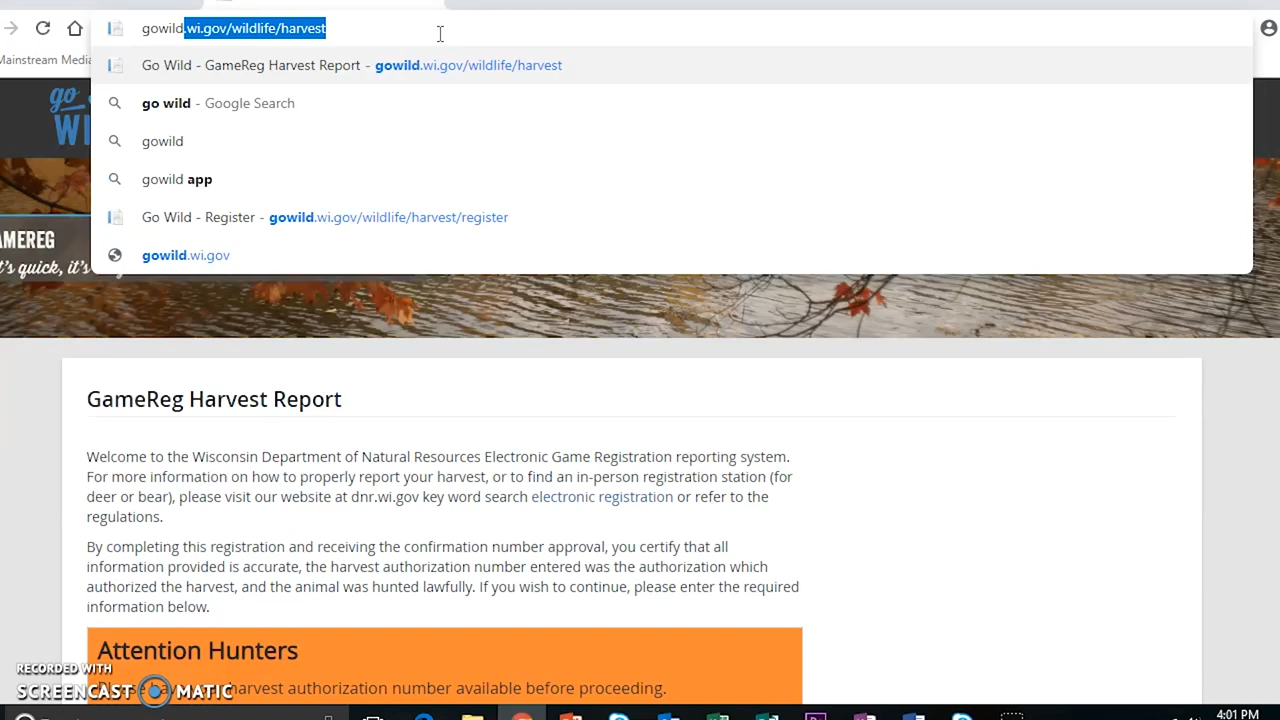 gowild.wi.gov/wildlife/harvest
Mainstream Media
Go Wild - GameReg Harvest Report - gowild.wi.gov/wildlife/harvest
go wild - Google Search
gowild
gowild app
Go Wild - Register - gowild.wi.gov/wildlife/harvest/register
gowild.wi.gov
go
WI
AMEREG
t's quick, it's
GameReg Harvest Report
Welcome to the Wisconsin Department of Natural Resources Electronic Game Registration reporting system.
For more information on how to properly report your harvest, or to find an in-person registration station (for
deer or bear), please visit our website at dnr.wi.gov key word search electronic registration or refer to the
regulations.
By completing this registration and receiving the confirmation number approval, you certify that all
information provided is accurate, the harvest authorization number entered was the authorization which
authorized the harvest, and the animal was hunted lawfully. If you wish to continue, please enter the required
information below.
Attention Hunters
harvest authorization number available before proceeding.
RECORDED WITH
SCREENCAST MATIC
4:01 PM